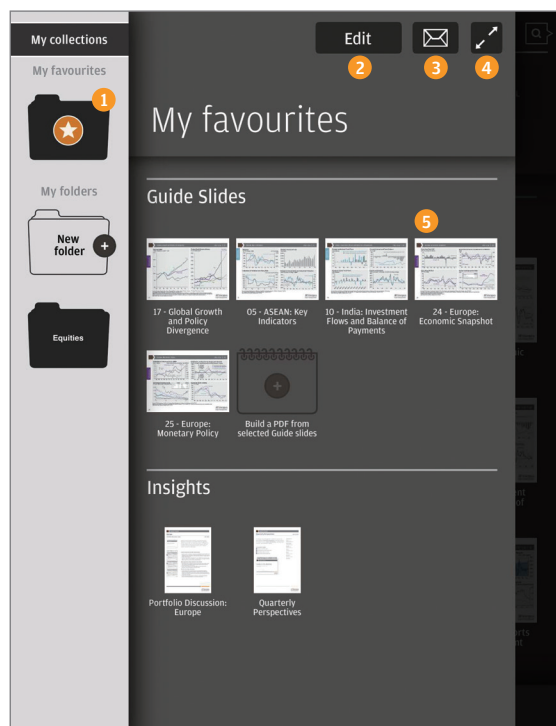 My collections
My favourites
1
My folders
New
folder
+
Equities
Edit
2
3
4
My favourites
Guide Slides
5
17 - Global Growth
and Policy
Divergence
05 - ASEAN: Key
Indicators
10 - India: Investment
Flows and Balance of
Payments
24 - Europe:
Economic Snapshot
25 - Europe:
Monetary Policy
+
Build a PDF from
selected Guide slides
Insights
Portfolio Discussion:
Europe
Quarterly
Perspectives